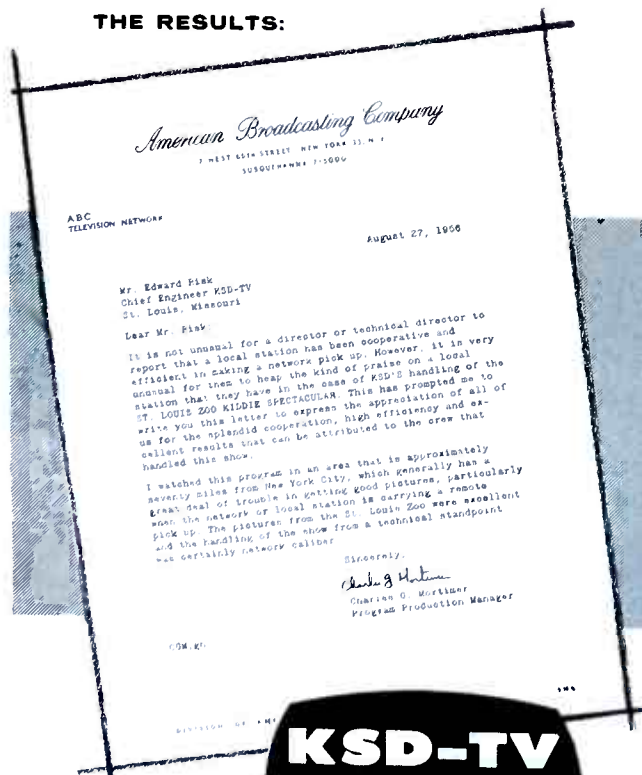 THE RESULTS:
American Broadcasting Company
7 WEST 66th STREET NEW YORK 23, N. Y.
SUSQUEHANNA 7-5000
ABC
TELEVISION NETWORK
August 27, 1956
Mr. Edward Risk
Chief Engineer KSD-TV
St. Louis, Missouri
Dear Mr. Risk:
It is not unusual for a director or technical director to
report that a local station has been cooperative and
efficient in making a network pick up. However, it is very
unusual for them to heap the kind of praise on a local
station that they have in the case of KSD'S handling of the
ST. LOUIS ZOO KIDDIE SPECTACULAR. This has prompted me to
write you this letter to express the appreciation of all of
us for the splendid cooperation, high efficiency and ex-
cellent results that can be attributed to the crew that
handled this show.
I watched this program in an area that is approximately
seventy miles from New York City, which generally has a
great deal of trouble in getting good pictures, particularly
when the network or local station is carrying a remote
pick up. The pictures from the St. Louis Zoo were excellent
and the handling of the show from a technical standpoint
was certainly network caliber
Sincerely,
Charles G Mortimer
Charles G. Mortimer
Program Production Manager
CGM.gr
DIVISION OF
KSD-TV